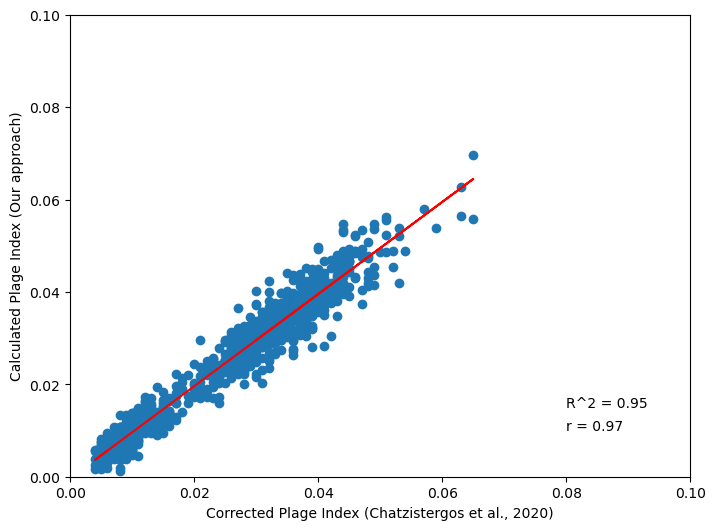 0.10
0.08
0.06
0.04
0.02
0.00
Calculated Plage Index (Our approach)
R^2 = 0.95
r = 0.97
0.00 0.02 0.04 0.06 0.08 0.10
Corrected Plage Index (Chatzistergos et al., 2020)